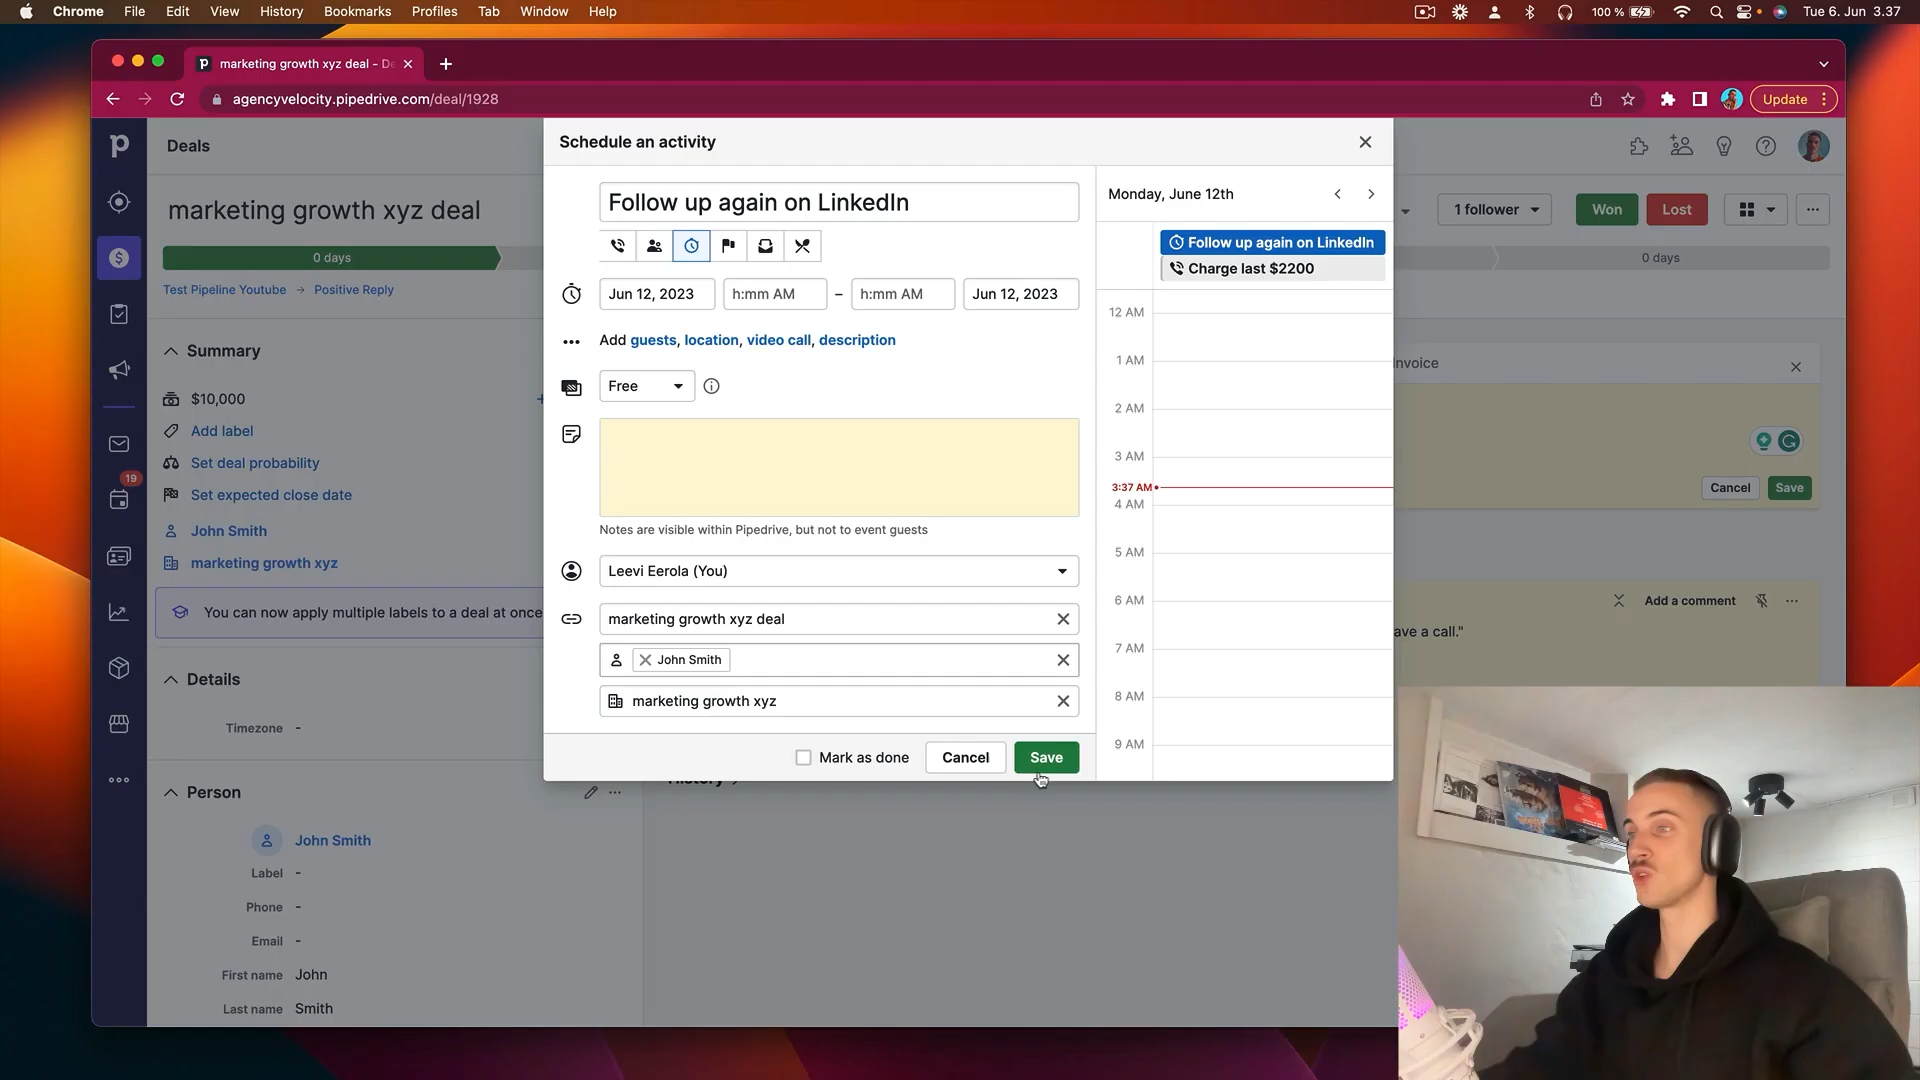 Chrome File Edit View History Bookmarks Profiles Tab Window Help 100 % Tue 6. Jun 3.37
marketing growth xyz deal - De
agencyvelocity.pipedrive.com/deal/1928 Update
Deals
marketing growth xyz deal
1 follower Won Lost
0 days
0 days
Test Pipeline Youtube → Positive Reply
Summary
$10,000
Add label
Set deal probability
Set expected close date
John Smith
marketing growth xyz
You can now apply multiple labels to a deal at once
19
Details
Timezone -
Person
John Smith
Label -
Phone -
Email -
First name John
Last name Smith
Schedule an activity
Follow up again on LinkedIn
Jun 12, 2023 h:mm AM – h:mm AM Jun 12, 2023
Add guests, location, video call, description
Free
Notes are visible within Pipedrive, but not to event guests
Leevi Eerola (You)
marketing growth xyz deal
John Smith
marketing growth xyz
Mark as done Cancel Save
Monday, June 12th
Follow up again on LinkedIn
Charge last $2200
12 AM
1 AM
2 AM
3 AM
3:37 AM
4 AM
5 AM
6 AM
7 AM
8 AM
9 AM
Invoice
Cancel Save
Add a comment
ave a call."